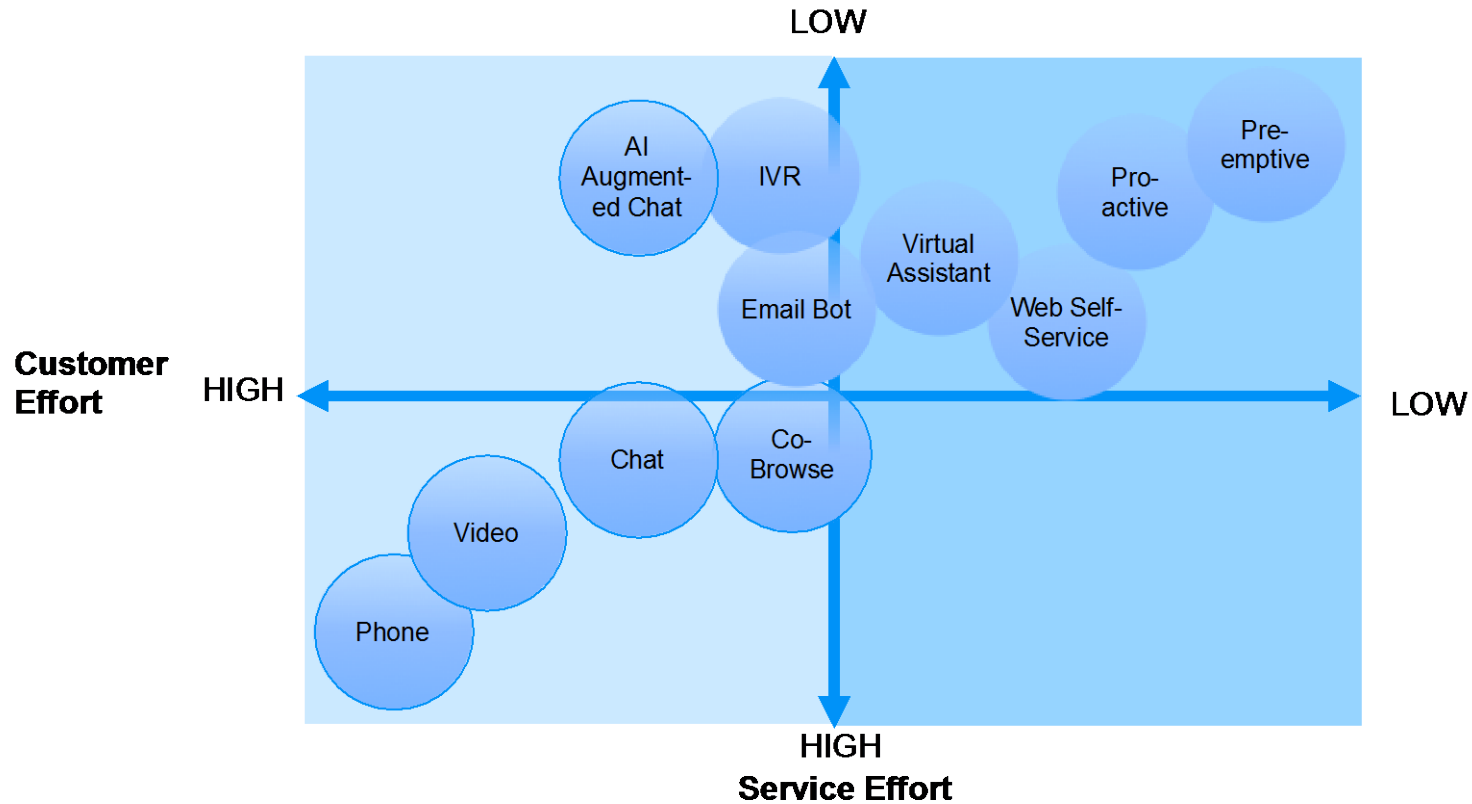 LOW
AI
Augment-
ed Chat
IVR
Pro-
active
Pre-
emptive
Email Bot
Virtual
Assistant
Web Self-
Service
Customer
Effort
HIGH
LOW
Chat
Co-
Browse
Video
Phone
HIGH
Service Effort